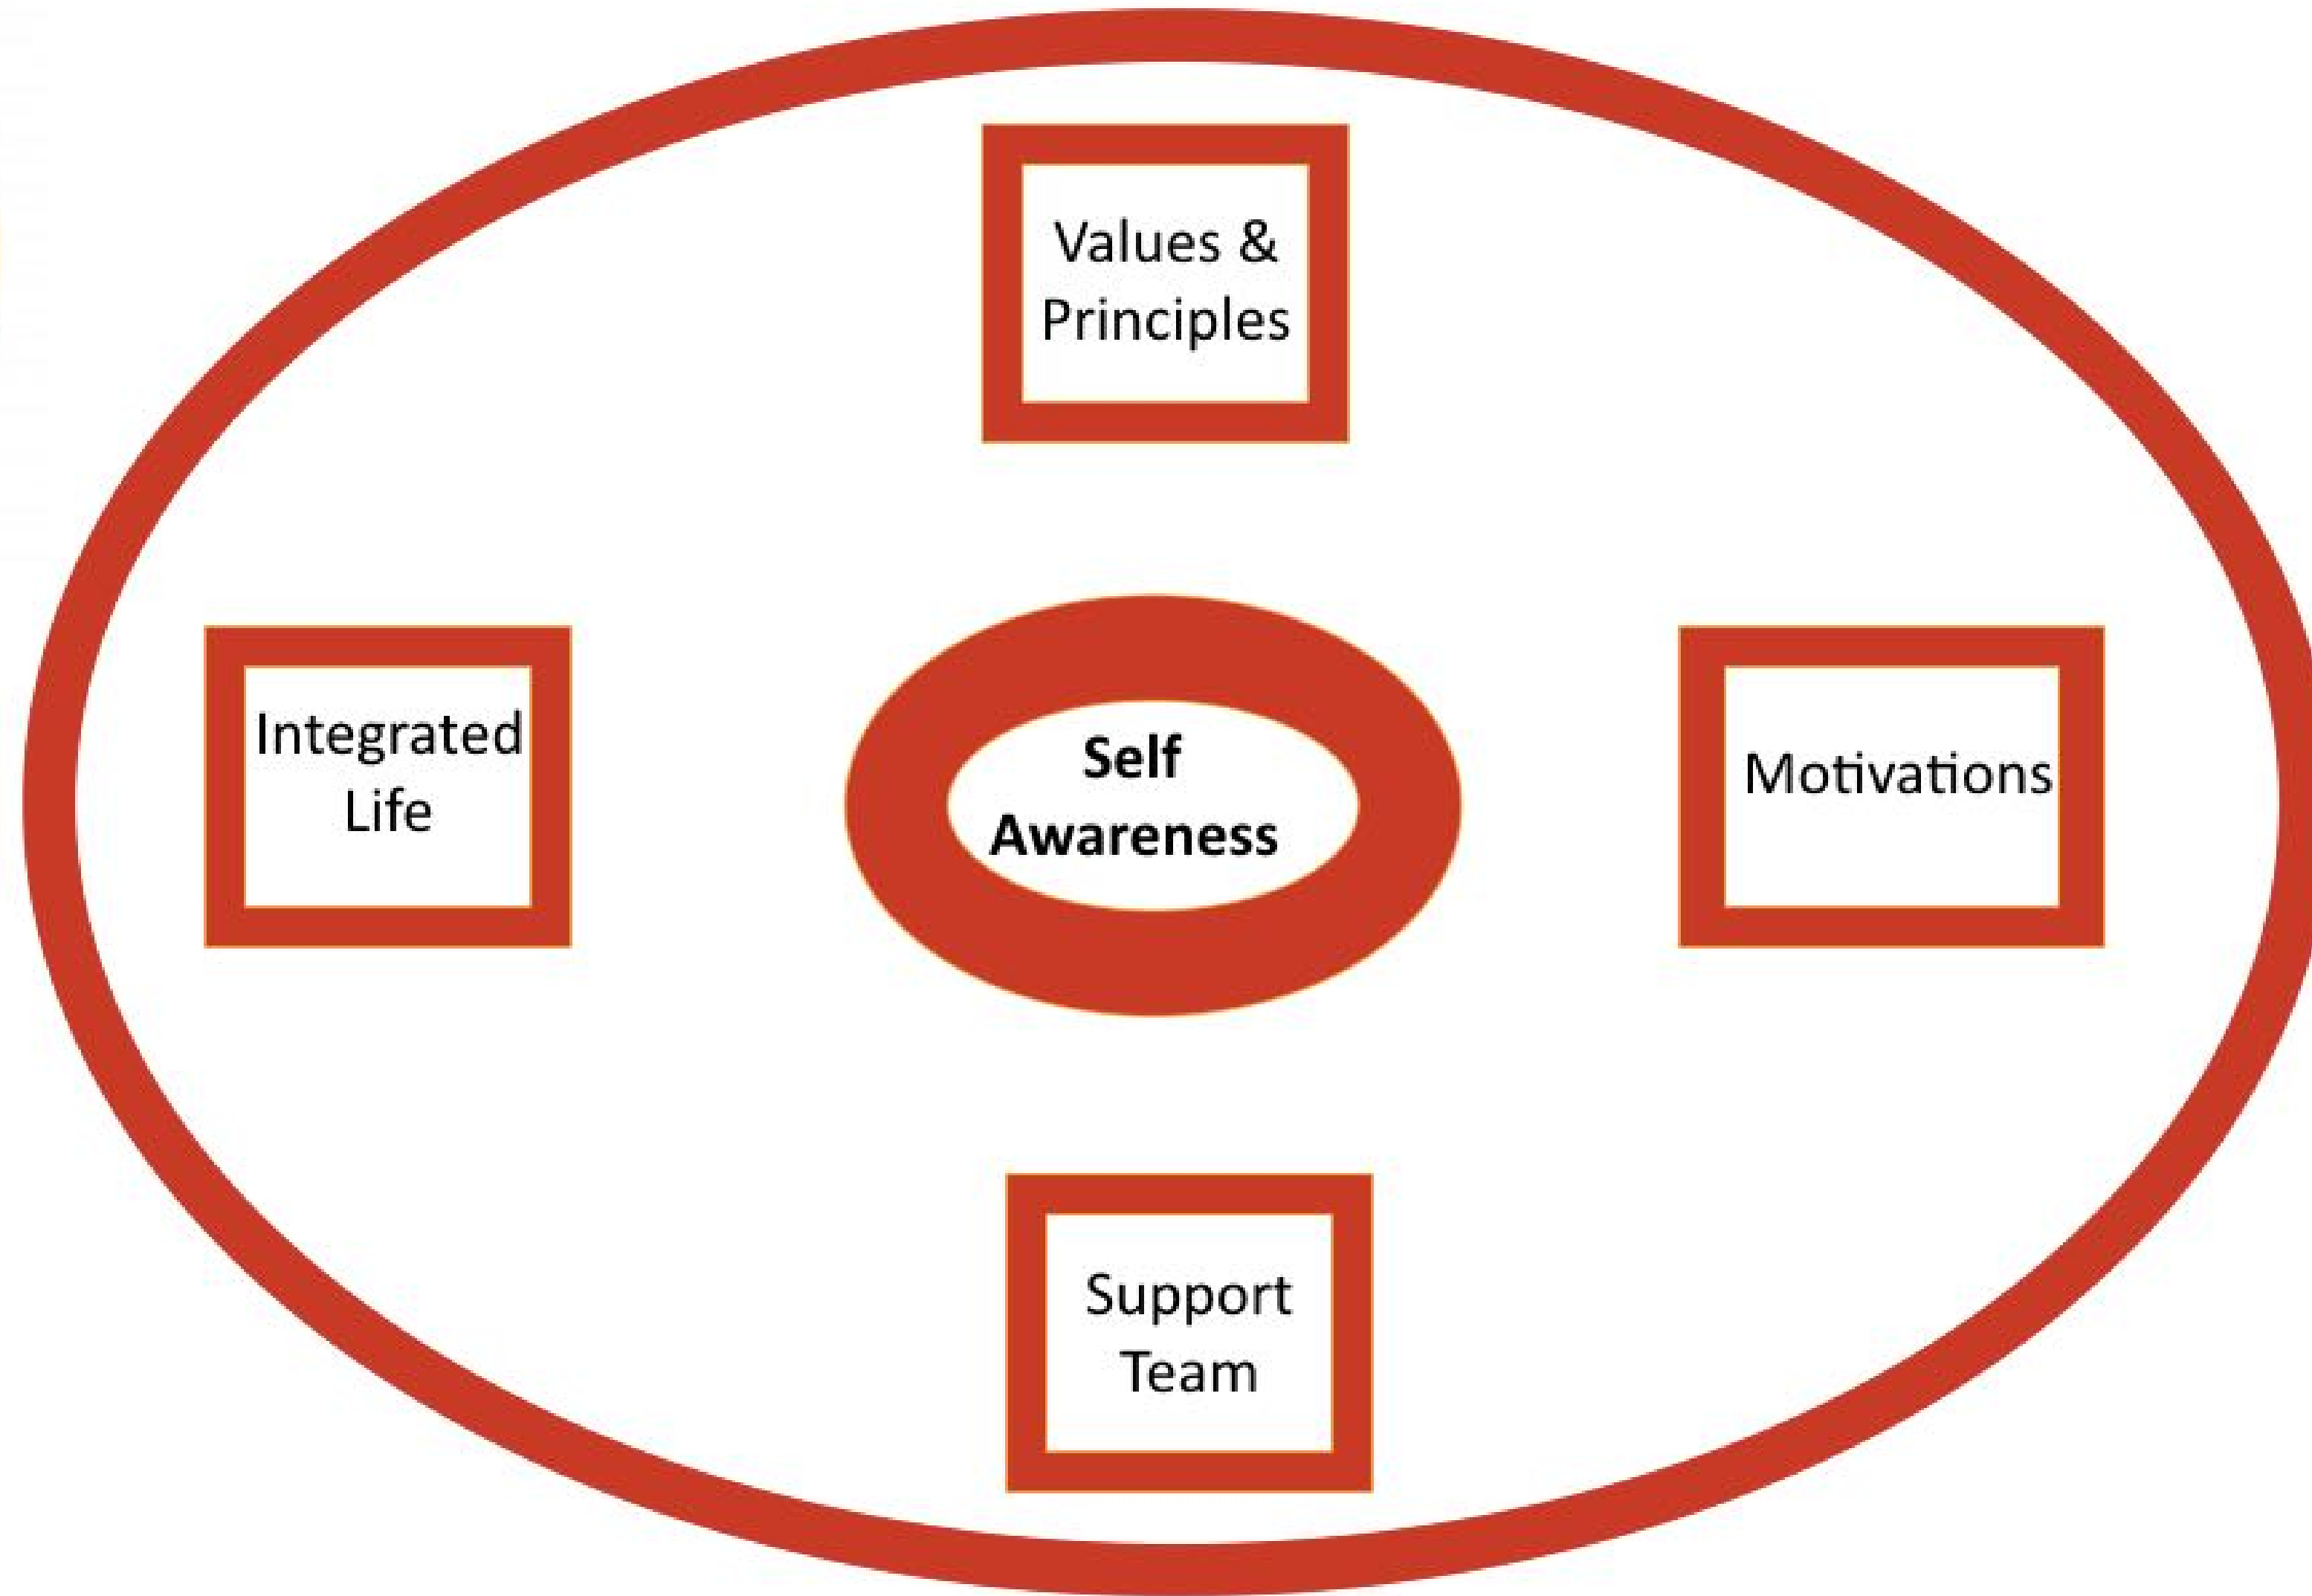 Values &
Principles
Integrated
Life
Self
Awareness
Motivations
Support
Team